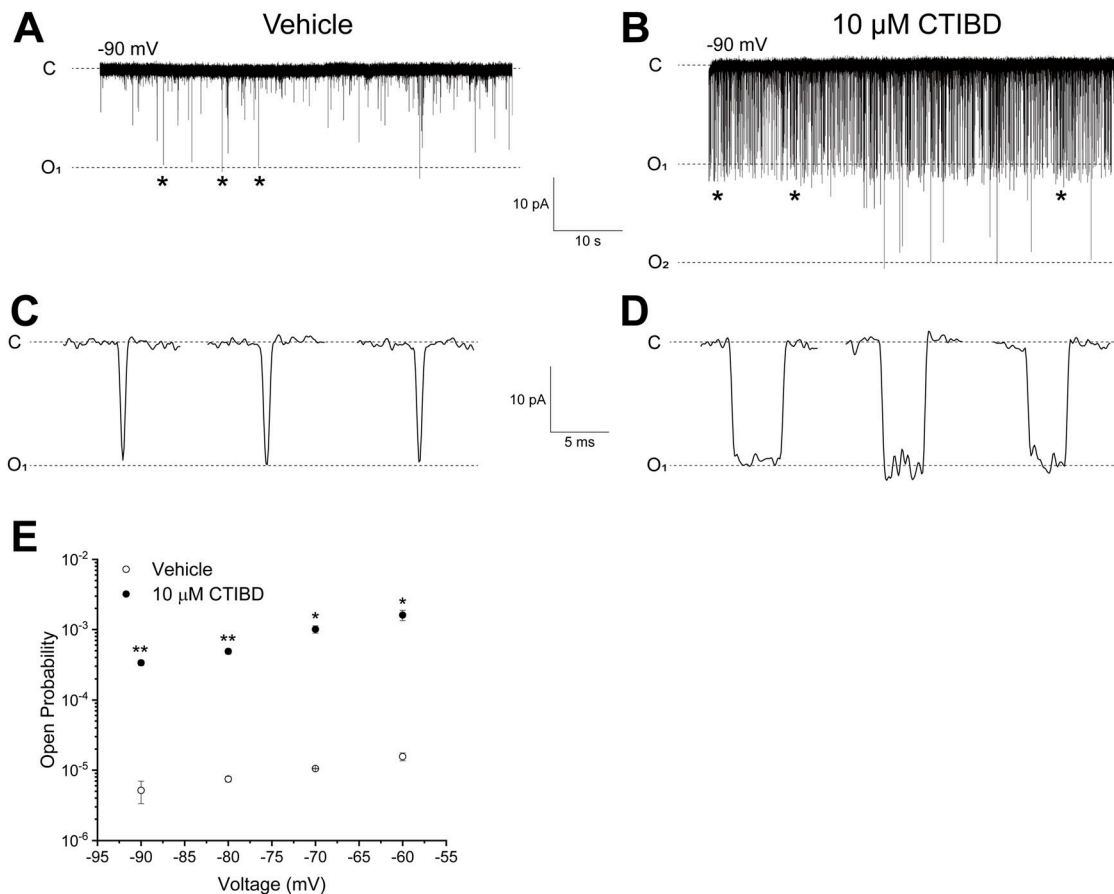 A
Vehicle
-90 mV
C
O₁
* * *
10 pA
10 s
B
10 µM CTIBD
-90 mV
C
O₁
* * *
O₂
C
C
O₁
10 pA
5 ms
D
C
O₁
E
Vehicle
10 µM CTIBD
** ** * *
10⁻²
10⁻³
10⁻⁴
10⁻⁵
10⁻⁶
Open Probability
-95 -90 -85 -80 -75 -70 -65 -60 -55
Voltage (mV)